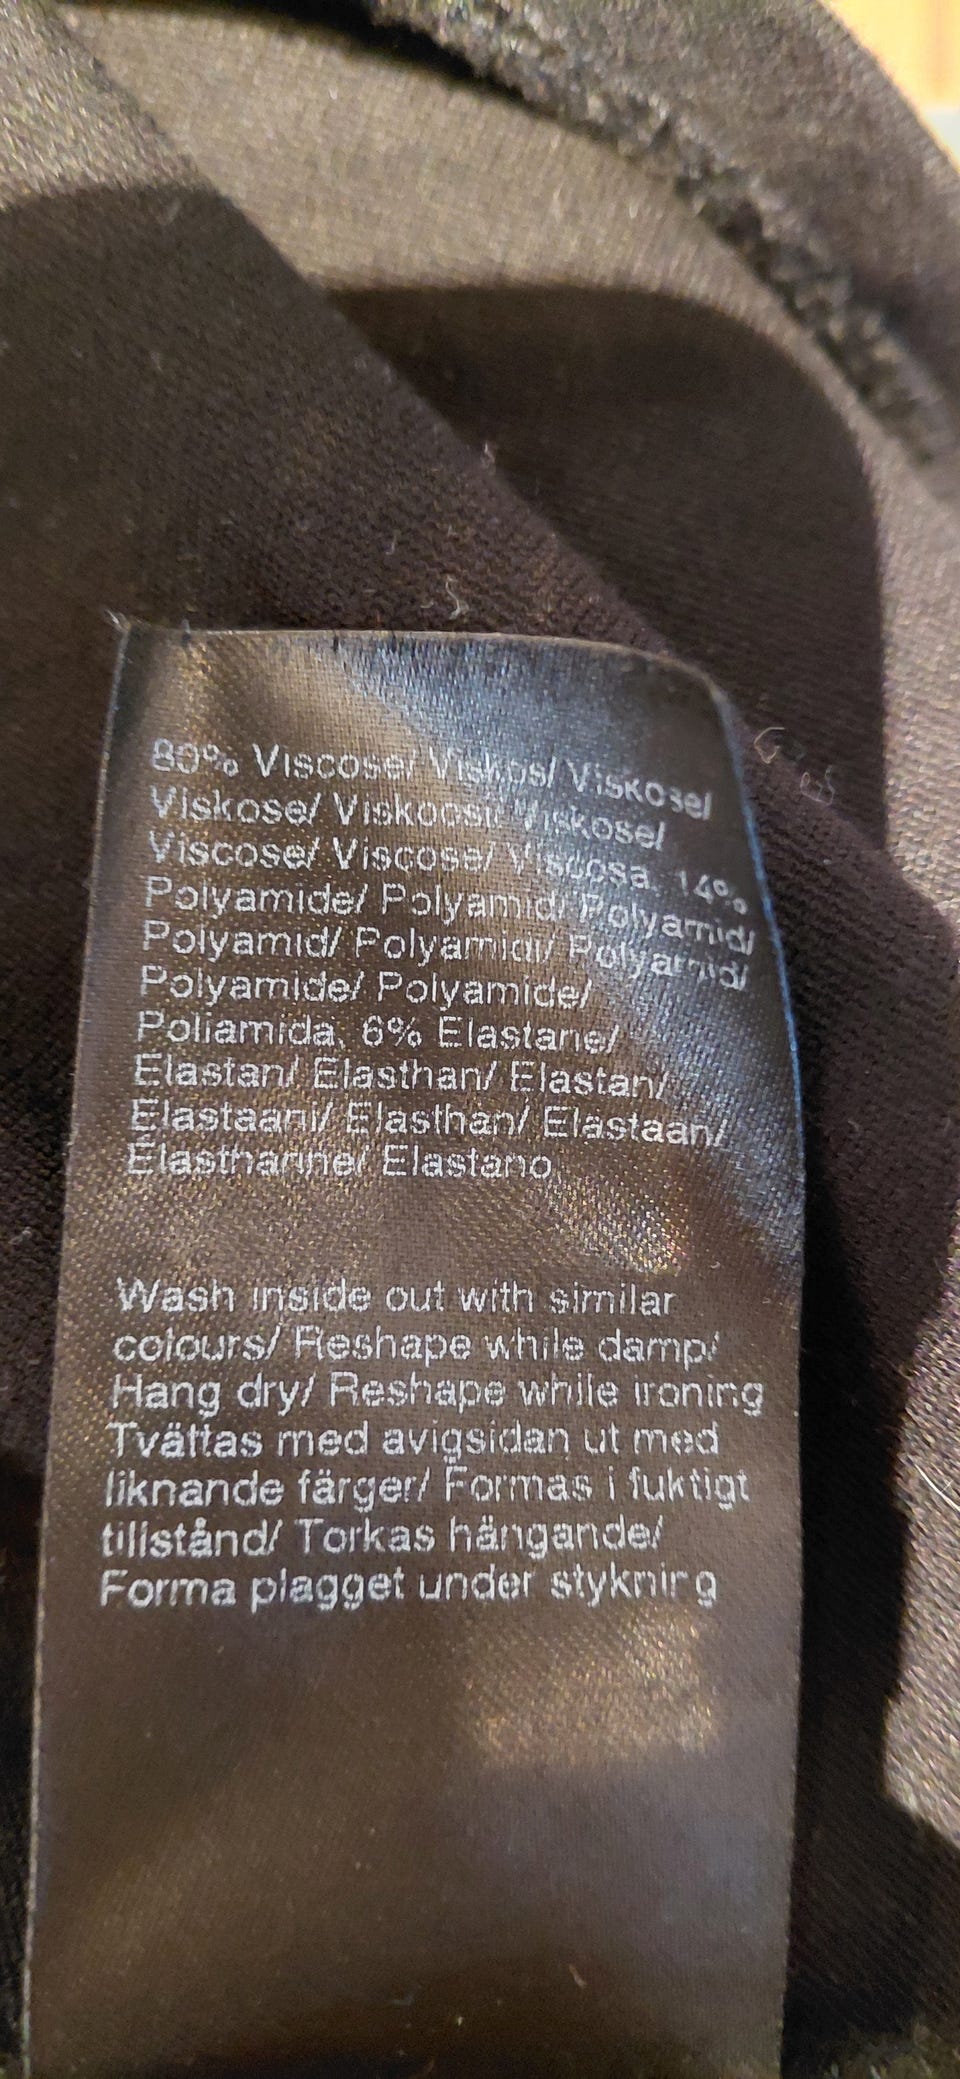 80% Viscose/ Viskos/ Viskose/
Viskose/ Viskoosi/ Viskose/
Viscose/ Viscose/ Viscosa, 14%
Polyamide/ Polyamid/ Polyamid/
Polyamid/ Polyamidi/ Polyamid/
Polyamide/ Polyamide/
Poliamida, 6% Elastane/
Elastan/ Elasthan/ Elastan/
Elastaani/ Elasthan/ Elastaan/
Élasthanne/ Elastano
Wash inside out with similar
colours/ Reshape while damp/
Hang dry/ Reshape while ironing
Tvättas med avigsidan ut med
liknande färger/ Formas i fuktigt
tillstånd/ Torkas hängande/
Forma plagget under strykning